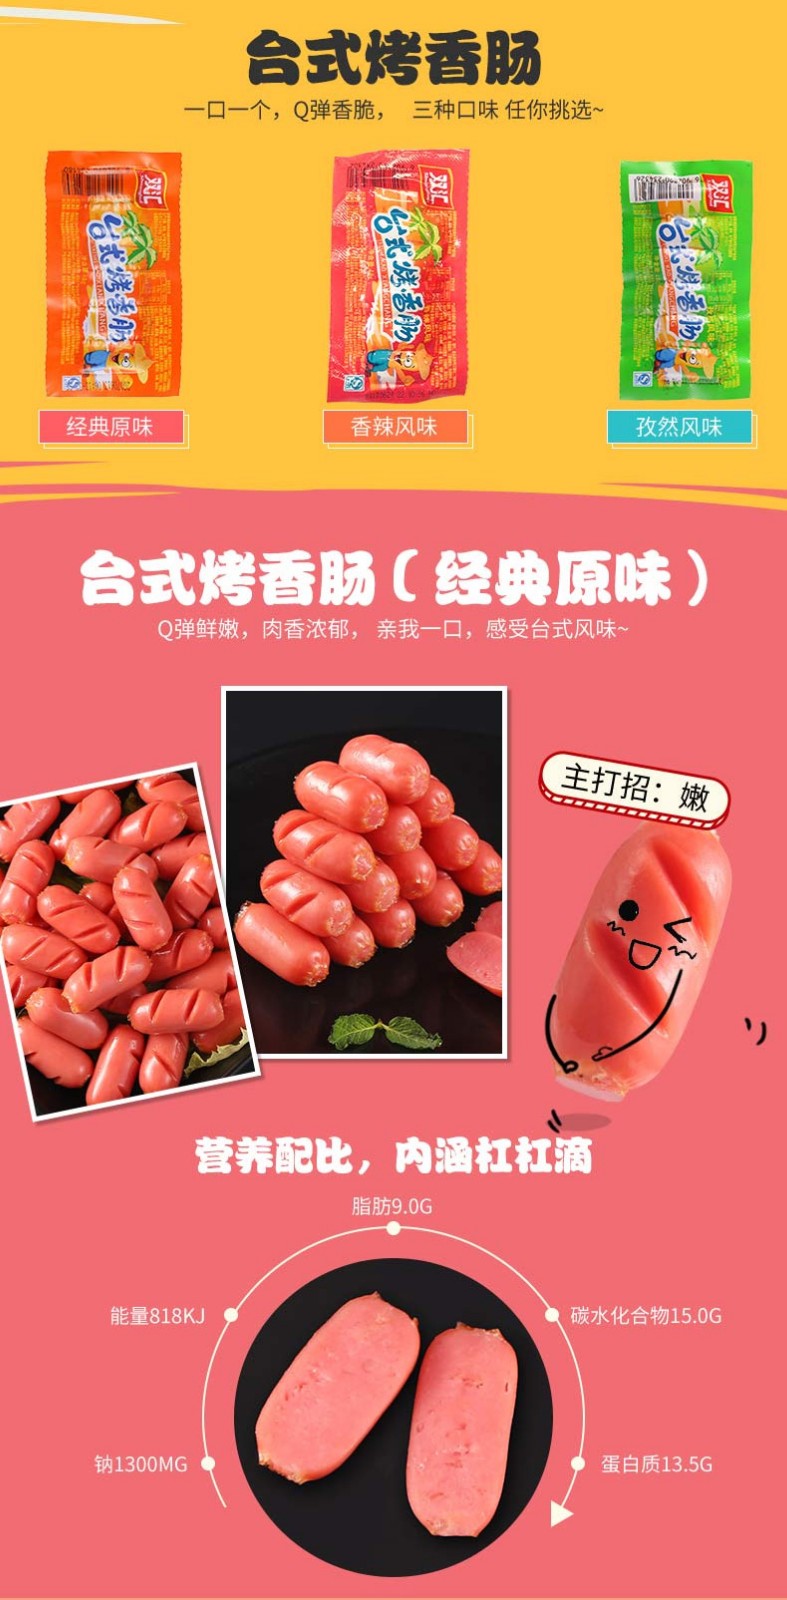 台式烤香肠
一口一个，Q弹香脆， 三种口味 任你挑选~
双汇
双汇
双汇
台式烤香肠
台式烤香肠
台式烤香肠
经典原味
香辣风味
孜然风味
台式烤香肠（经典原味）
Q弹鲜嫩，肉香浓郁， 亲我一口，感受台式风味~
主打招：嫩
营养配比，内涵杠杠滴
脂肪9.0G
能量818KJ
碳水化合物15.0G
钠1300MG
蛋白质13.5G